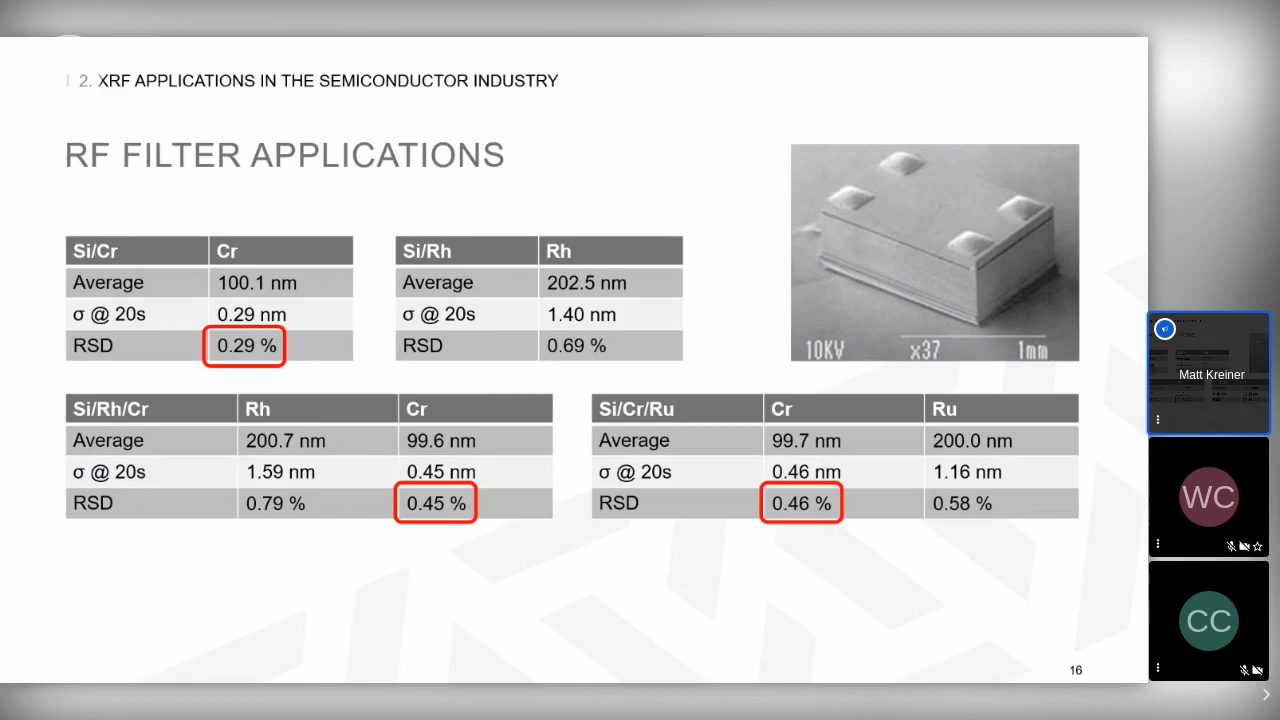 2. XRF APPLICATIONS IN THE SEMICONDUCTOR INDUSTRY
RF FILTER APPLICATIONS
Si/Cr Cr
Average 100.1 nm
σ @ 20s 0.29 nm
RSD 0.29 %
Si/Rh Rh
Average 202.5 nm
σ @ 20s 1.40 nm
RSD 0.69 %
10KV x37 1mm
Si/Rh/Cr Rh Cr
Average 200.7 nm 99.6 nm
σ @ 20s 1.59 nm 0.45 nm
RSD 0.79 % 0.45 %
Si/Cr/Ru Cr Ru
Average 99.7 nm 200.0 nm
σ @ 20s 0.46 nm 1.16 nm
RSD 0.46 % 0.58 %
16
Matt Kreiner
WC
CC